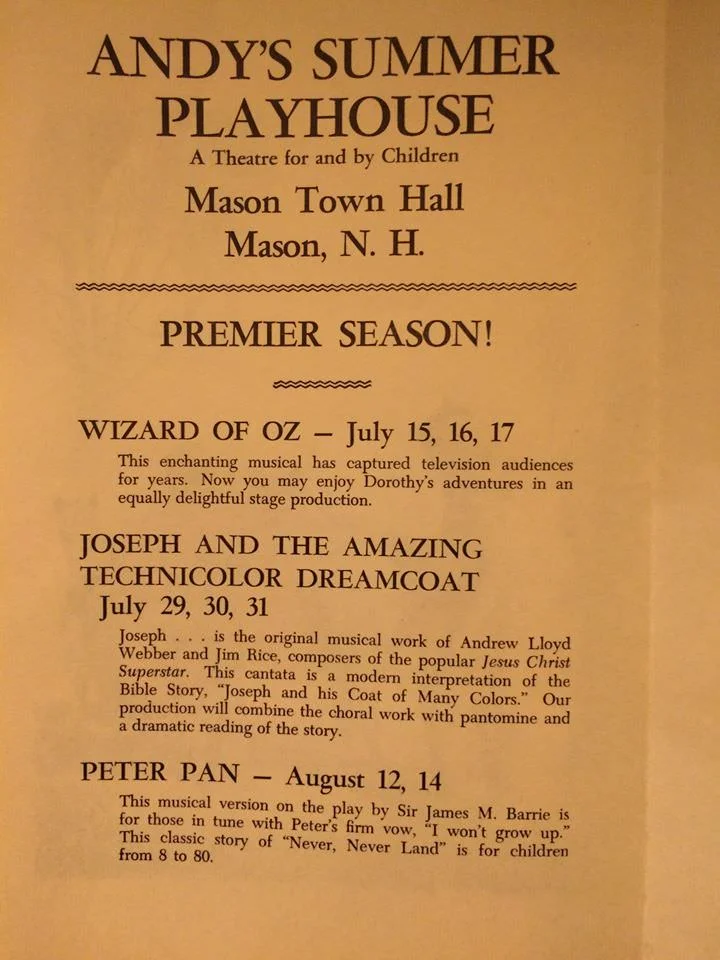 ANDY'S SUMMER
PLAYHOUSE
A Theatre for and by Children
Mason Town Hall
Mason, N. H.
PREMIER SEASON!
WIZARD OF OZ — July 15, 16, 17
This enchanting musical has captured television audiences
for years. Now you may enjoy Dorothy's adventures in an
equally delightful stage production.
JOSEPH AND THE AMAZING
TECHNICOLOR DREAMCOAT
July 29, 30, 31
Joseph . . . is the original musical work of Andrew Lloyd
Webber and Jim Rice, composers of the popular Jesus Christ
Superstar. This cantata is a modern interpretation of the
Bible Story, "Joseph and his Coat of Many Colors." Our
production will combine the choral work with pantomine and
a dramatic reading of the story.
PETER PAN — August 12, 14
This musical version on the play by Sir James M. Barrie is
for those in tune with Peter's firm vow, "I won't grow up."
This classic story of "Never, Never Land" is for children
from 8 to 80.